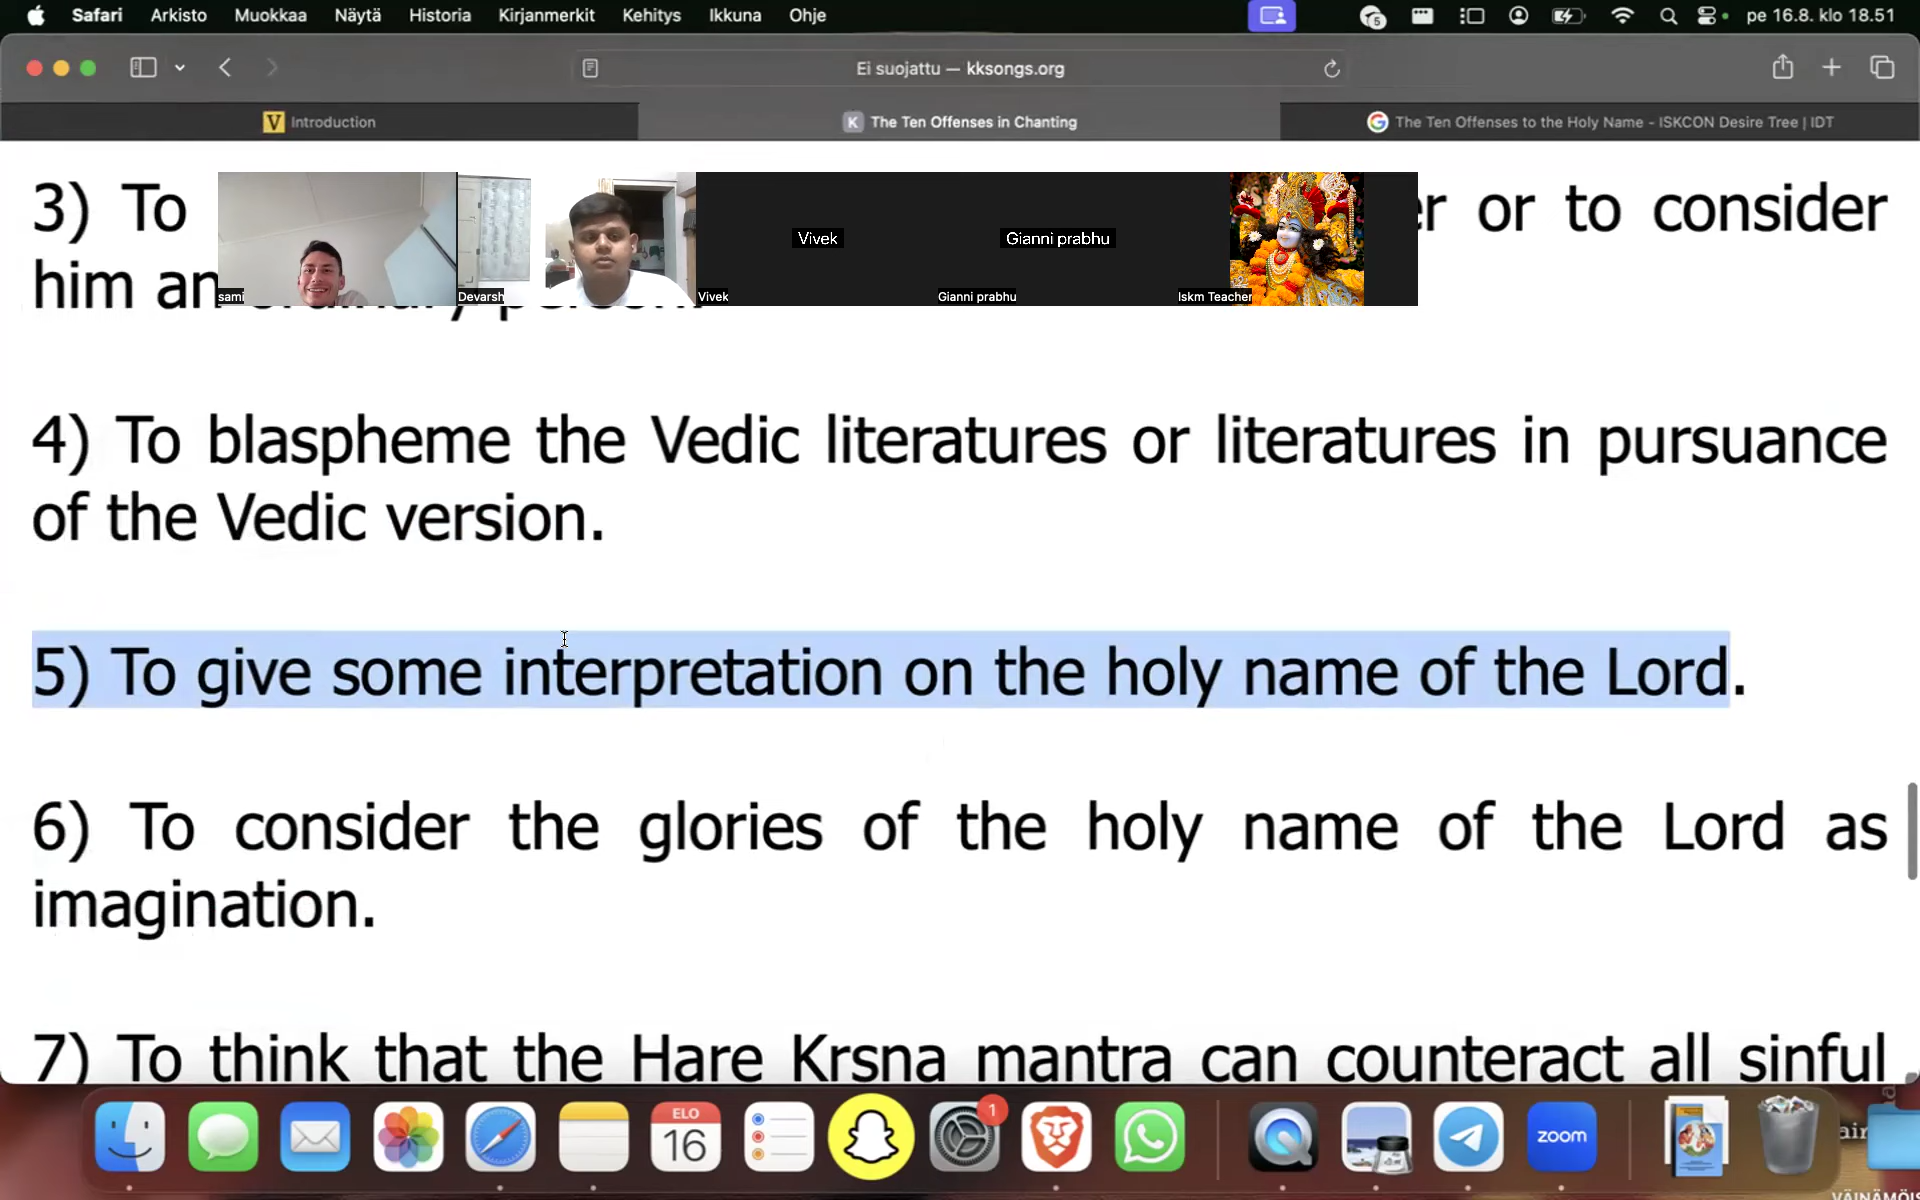 Safari Arkisto Muokkaa Näytä Historia Kirjanmerkit Kehitys Ikkuna Ohje 5 pe 16.8. klo 18.51
Ei suojattu — kksongs.org
V Introduction
K The Ten Offenses in Chanting
G The Ten Offenses to the Holy Name - ISKCON Desire Tree | IDT
3) To er or to consider
him an ordinary person.
sami
Devarsh
Vivek
Vivek
Gianni prabhu
Gianni prabhu
Iskm Teacher
4) To blaspheme the Vedic literatures or literatures in pursuance
of the Vedic version.
5) To give some interpretation on the holy name of the Lord.
6) To consider the glories of the holy name of the Lord as
imagination.
7) To think that the Hare Krsna mantra can counteract all sinful
ELO
16
1
zoom